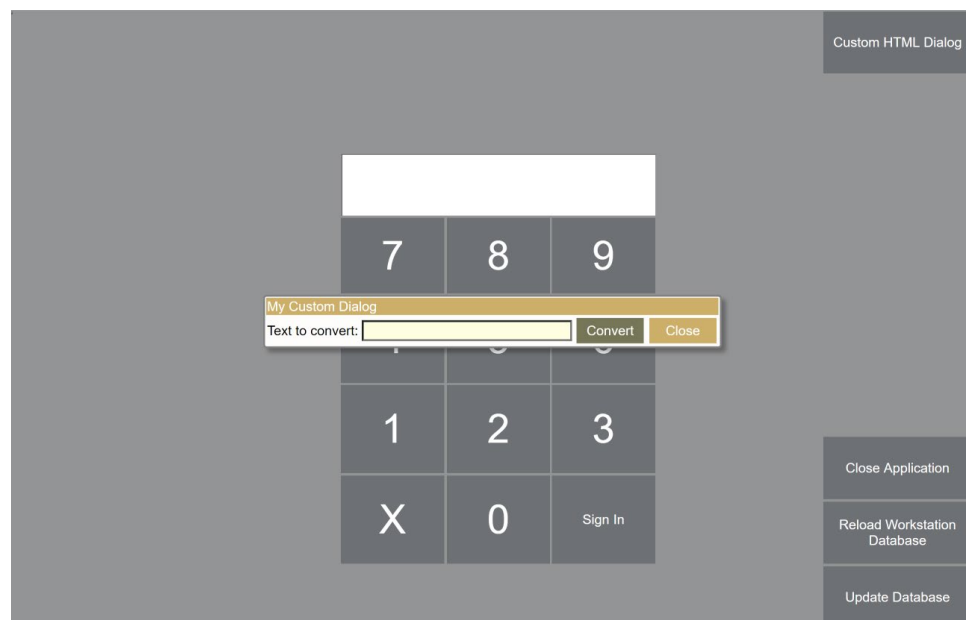 Custom HTML Dialog
7 8 9
My Custom Dialog
Text to convert: Convert Close
1 2 3
Close Application
X 0 Sign In
Reload Workstation
Database
Update Database